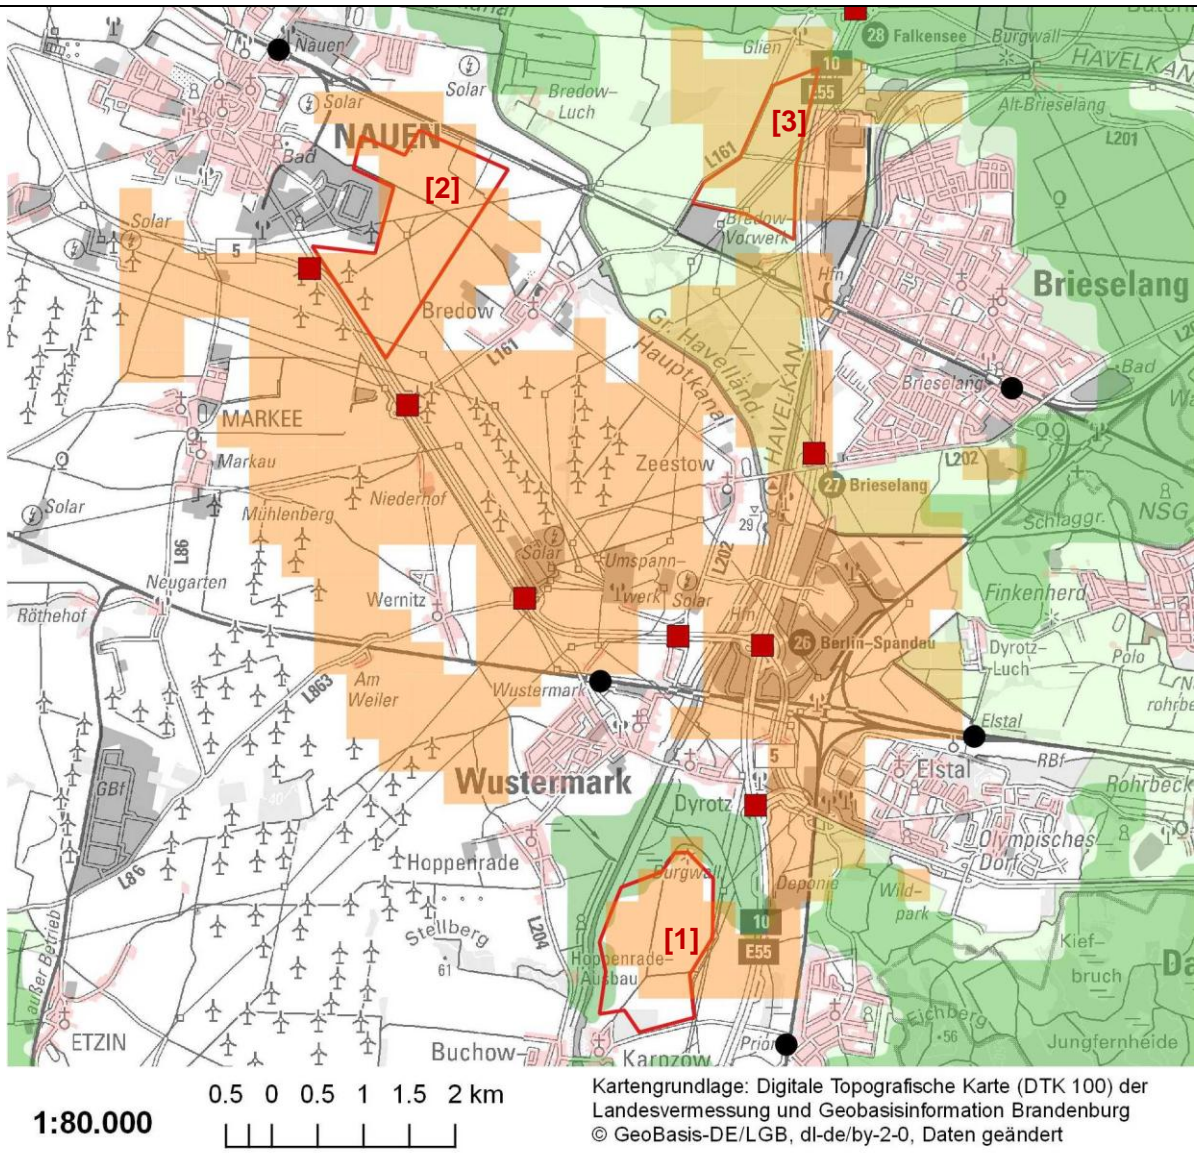 Nauen
Solar
Solar
NAUEN
Bad
[2]
Bredow-
Luch
Glien
10
E55
[3]
28 Falkensee
Burgwall
HAVELKAN
Alt-Brieselang
L201
L161
Bredow-
Vorwerk
Solar
5
Bredow
L161
Hfn
Brieselang
Gr. Havelländ.
Hauptkanal
HAVELKAN
Brieselang
Bad
MARKEE
Markau
Solar
Mühlenberg
Niederhof
Zeestow
29
27 Brieselang
L202
Schlaggr.
NSG
L86
Neugarten
Röthehof
Wernitz
Solar
Umspann-
werk
Solar
L202
Hfn
26 Berlin-Spandau
Finkenherd
Dyrotz-
Luch
Polo
Am
Weiler
L863
Wustermark
Elstal
RBf
Rohrbeck
5
Elstal
GBf
40
Wustermark
Dyrotz
Olympisches
Dorf
L86
Hoppenrade
Burgwall
Deponie
Wild-
park
außer Betrieb
Stellberg
61
L204
[1]
Hoppenrade-
Ausbau
10
E55
Kief-
bruch
Da
Eichberg
56
Jungfernheide
ETZIN
Buchow-
Karpzow
Prior
1:80.000
0.5 0 0.5 1 1.5 2 km
Kartengrundlage: Digitale Topografische Karte (DTK 100) der
Landesvermessung und Geobasisinformation Brandenburg
© GeoBasis-DE/LGB, dl-de/by-2-0, Daten geändert